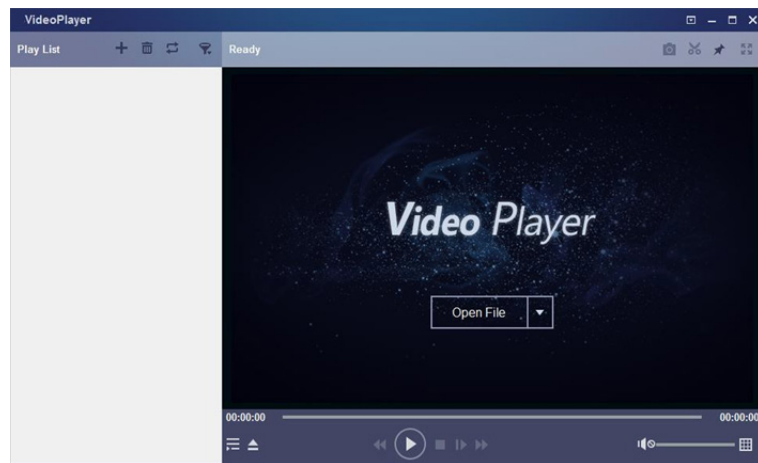 VideoPlayer
Play List
Ready
Video Player
Open File
00:00:00
00:00:00